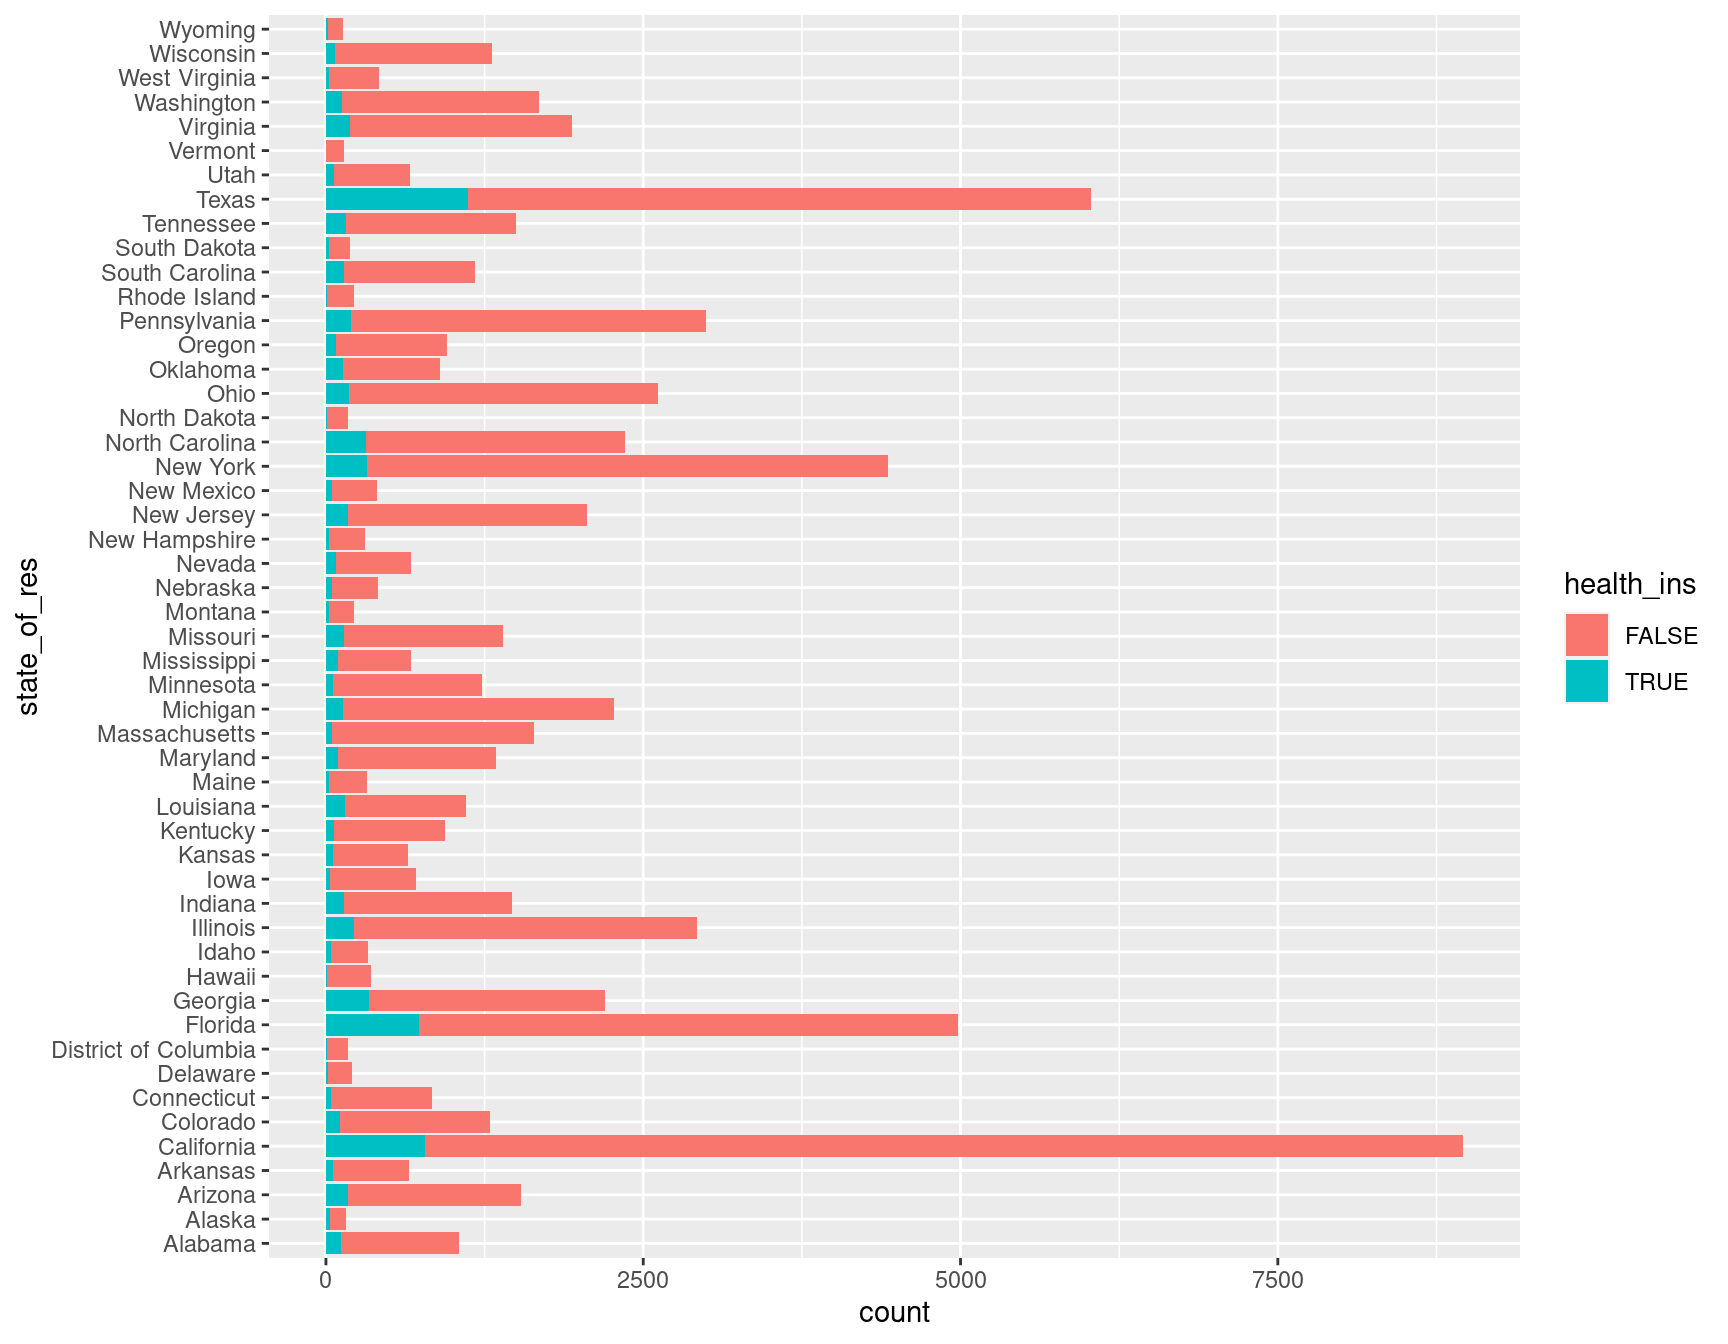 Wyoming
Wisconsin
West Virginia
Washington
Virginia
Vermont
Utah
Texas
Tennessee
South Dakota
South Carolina
Rhode Island
Pennsylvania
Oregon
Oklahoma
Ohio
North Dakota
North Carolina
New York
New Mexico
New Jersey
New Hampshire
Nevada
Nebraska
Montana
Missouri
Mississippi
Minnesota
Michigan
Massachusetts
Maryland
Maine
Louisiana
Kentucky
Kansas
Iowa
Indiana
Illinois
Idaho
Hawaii
Georgia
Florida
District of Columbia
Delaware
Connecticut
Colorado
California
Arkansas
Arizona
Alaska
Alabama
state_of_res
0 2500 5000 7500
count
health_ins
FALSE
TRUE